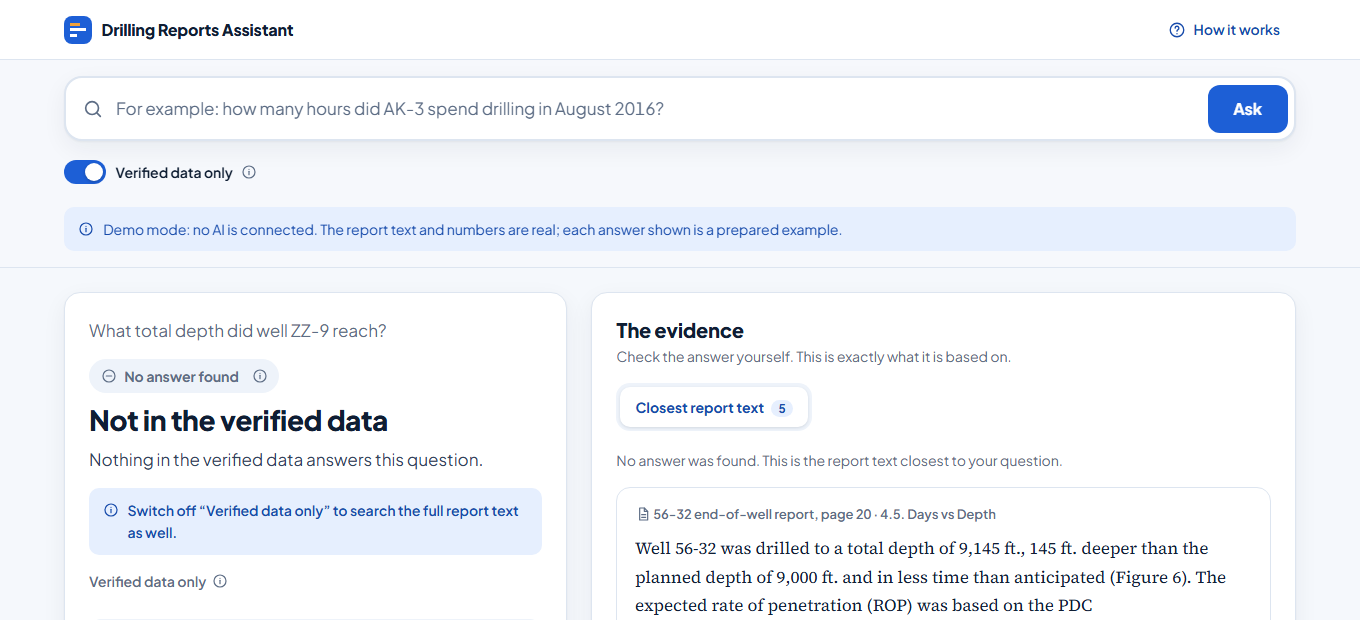 Drilling Reports Assistant
How it works
For example: how many hours did AK-3 spend drilling in August 2016?
Ask
Verified data only
Demo mode: no AI is connected. The report text and numbers are real; each answer shown is a prepared example.
What total depth did well ZZ-9 reach?
No answer found
Not in the verified data
Nothing in the verified data answers this question.
Switch off “Verified data only” to search the full report text
as well.
Verified data only
The evidence
Check the answer yourself. This is exactly what it is based on.
Closest report text 5
No answer was found. This is the report text closest to your question.
56-32 end-of-well report, page 20 · 4.5. Days vs Depth
Well 56-32 was drilled to a total depth of 9,145 ft., 145 ft. deeper than the
planned depth of 9,000 ft. and in less time than anticipated (Figure 6). The
expected rate of penetration (ROP) was based on the PDC